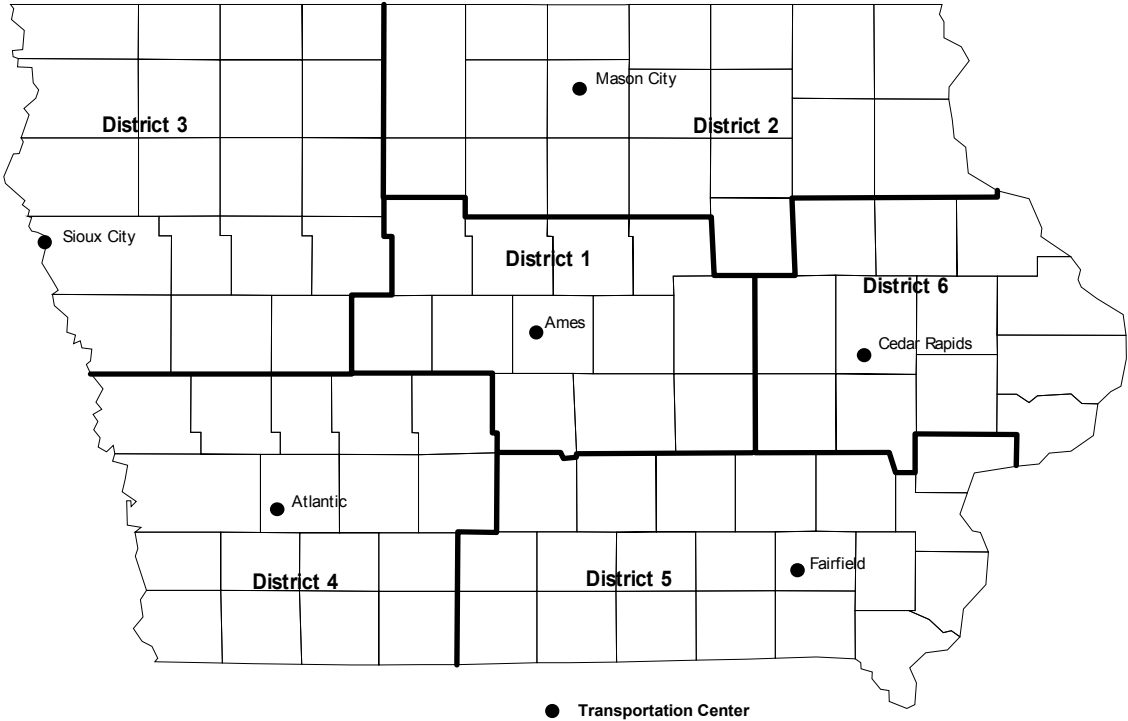 Mason City
District 3
District 2
Sioux City
District 1
District 6
Ames
Cedar Rapids
Atlantic
Fairfield
District 4
District 5
Transportation Center